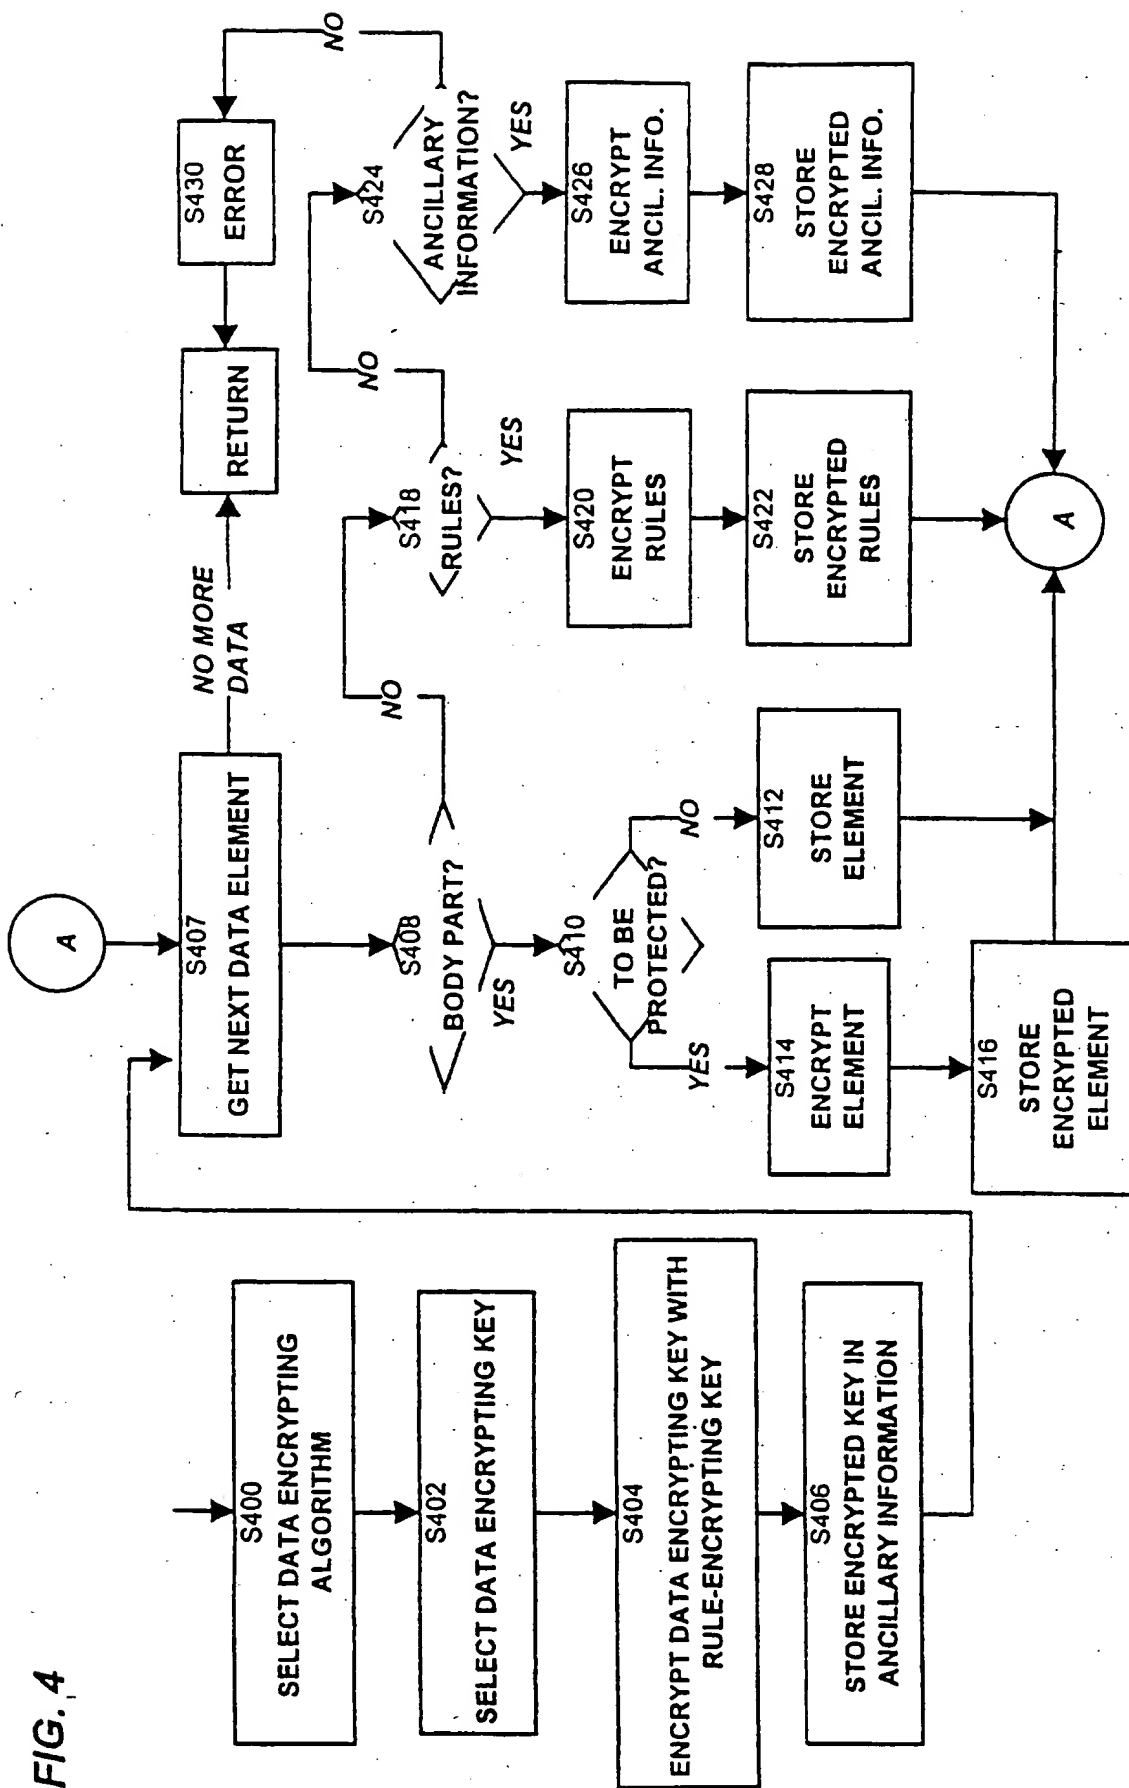 FIG. 4
S400
SELECT DATA ENCRYPTING
ALGORITHM
S402
SELECT DATA ENCRYPTING KEY
S404
ENCRYPT DATA ENCRYPTING KEY WITH
RULE-ENCRYPTING KEY
S406
STORE ENCRYPTED KEY IN
ANCILLARY INFORMATION
A
S407
GET NEXT DATA ELEMENT
NO MORE
DATA
RETURN
S430
ERROR
S408
BODY PART?
YES
NO
S410
TO BE
PROTECTED?
YES
NO
S414
ENCRYPT
ELEMENT
S416
STORE
ENCRYPTED
ELEMENT
S412
STORE
ELEMENT
S418
RULES?
YES
NO
S420
ENCRYPT
RULES
S422
STORE
ENCRYPTED
RULES
S424
ANCILLARY
INFORMATION?
YES
NO
S426
ENCRYPT
ANCIL. INFO.
S428
STORE
ENCRYPTED
ANCIL. INFO.
A